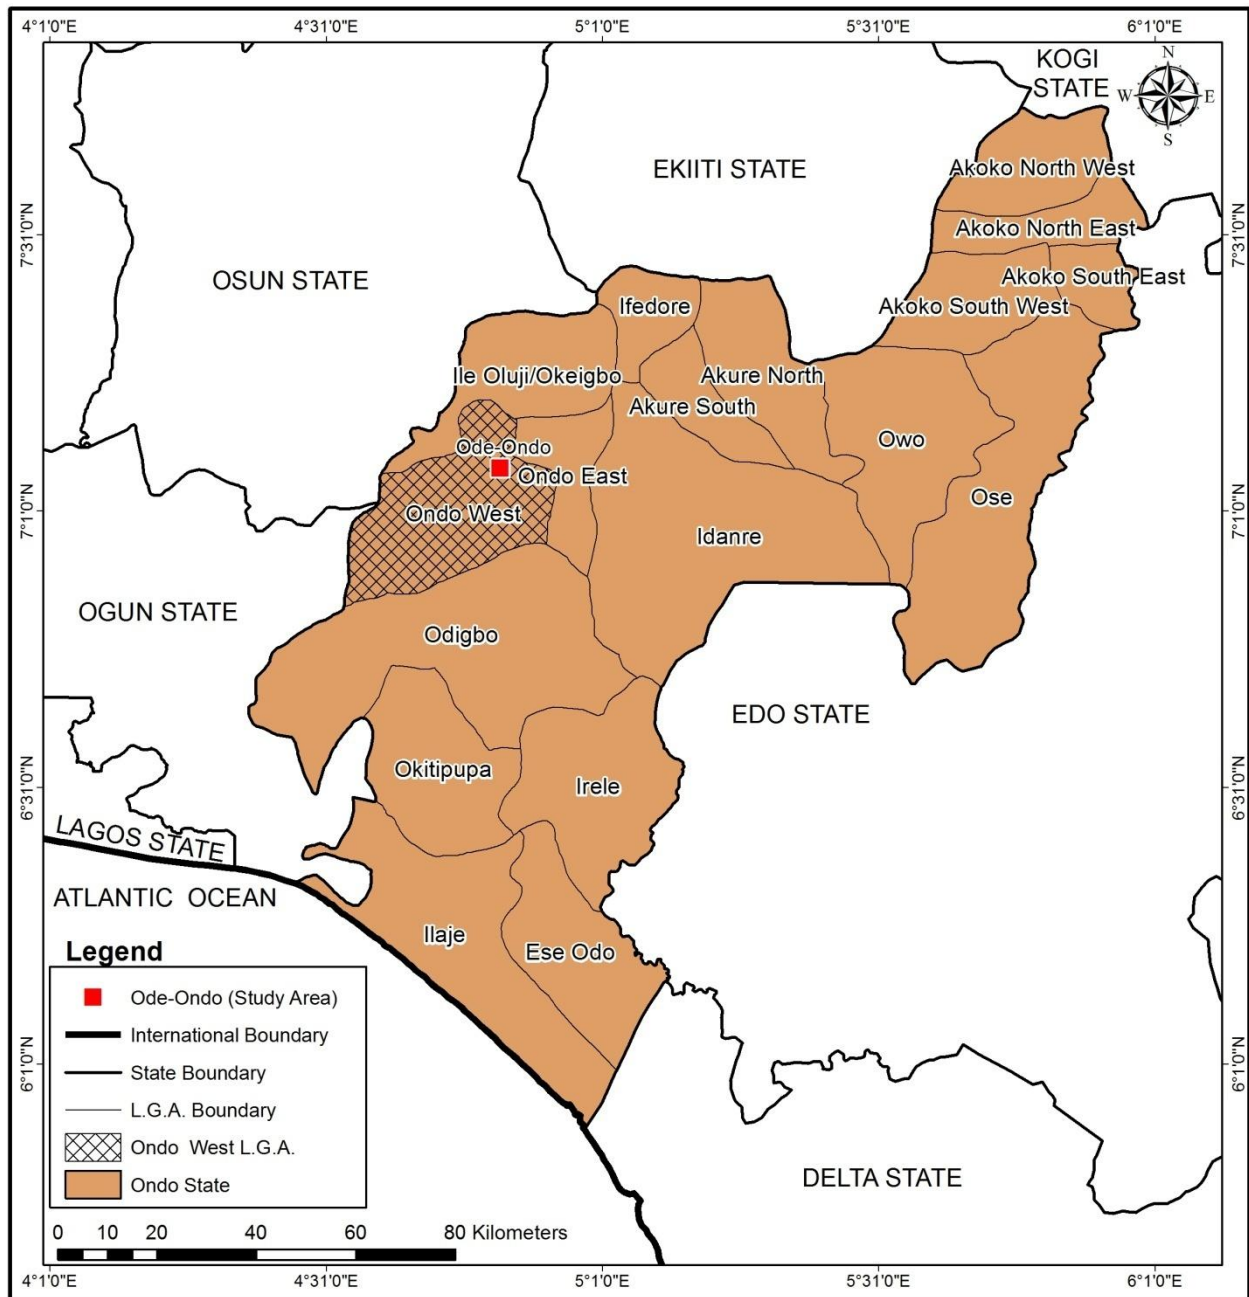 4°1'0"E
4°31'0"E
5°1'0"E
5°31'0"E
6°1'0"E
KOGI
STATE
N
W
E
S
EKIITI STATE
Akoko North West
Akoko North East
7°31'0"N
7°31'0"N
OSUN STATE
Akoko South East
Akoko South West
Ifedore
Ile Oluji/Okeigbo
Akure North
Akure South
Owo
Ode-Ondo
Ondo East
Ose
7°1'0"N
Ondo West
7°1'0"N
Idanre
OGUN STATE
Odigbo
EDO STATE
Okitipupa
Irele
6°31'0"N
6°31'0"N
LAGOS STATE
ATLANTIC OCEAN
Ilaje
Ese Odo
Legend
Ode-Ondo (Study Area)
International Boundary
State Boundary
L.G.A. Boundary
Ondo West L.G.A.
Ondo State
6°1'0"N
6°1'0"N
DELTA STATE
0 10 20 40 60 80 Kilometers
4°1'0"E
4°31'0"E
5°1'0"E
5°31'0"E
6°1'0"E